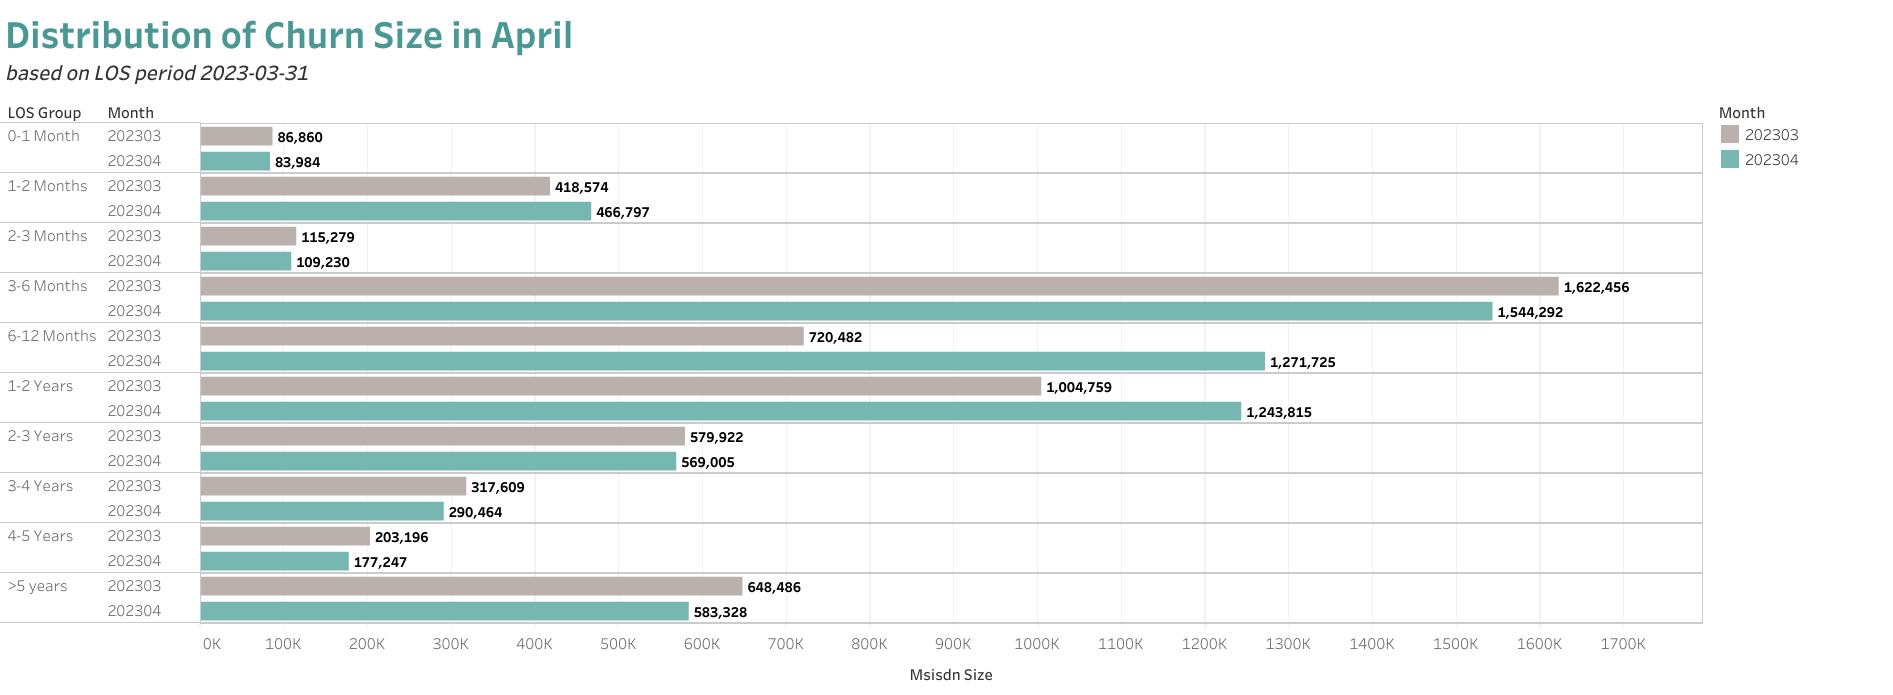 Distribution of Churn Size in April
based on LOS period 2023-03-31
LOS Group Month
0-1 Month 202303 86,860
202304 83,984
1-2 Months 202303 418,574
202304 466,797
2-3 Months 202303 115,279
202304 109,230
3-6 Months 202303 1,622,456
202304 1,544,292
6-12 Months 202303 720,482
202304 1,271,725
1-2 Years 202303 1,004,759
202304 1,243,815
2-3 Years 202303 579,922
202304 569,005
3-4 Years 202303 317,609
202304 290,464
4-5 Years 202303 203,196
202304 177,247
>5 years 202303 648,486
202304 583,328
0K 100K 200K 300K 400K 500K 600K 700K 800K 900K 1000K 1100K 1200K 1300K 1400K 1500K 1600K 1700K
Msisdn Size
Month
202303
202304